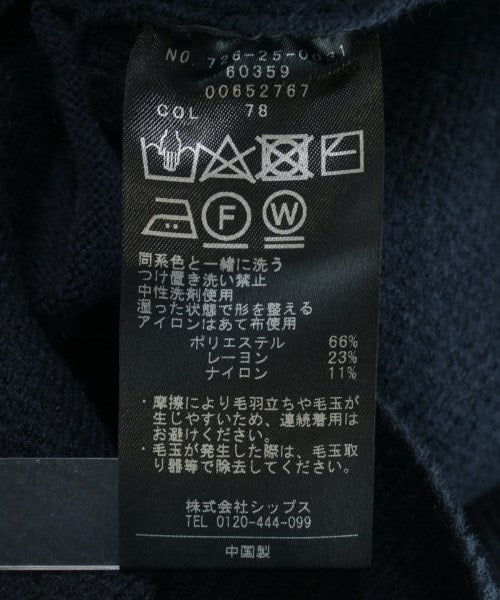 NO 726-25-0641
60359
00652767
COL 78
F W
同系色と一緒に洗う
つけ置き洗い禁止
中性洗剤使用
湿った状態で形を整える
アイロンはあて布使用
ポリエステル 66%
レーヨン 23%
ナイロン 11%
・摩擦により毛羽立ちや毛玉が
生じやすいため、連続着用は
お避けください。
・毛玉が発生した際は、毛玉取
り器等で除去してください。
株式会社シップス
TEL 0120-444-099
中国製